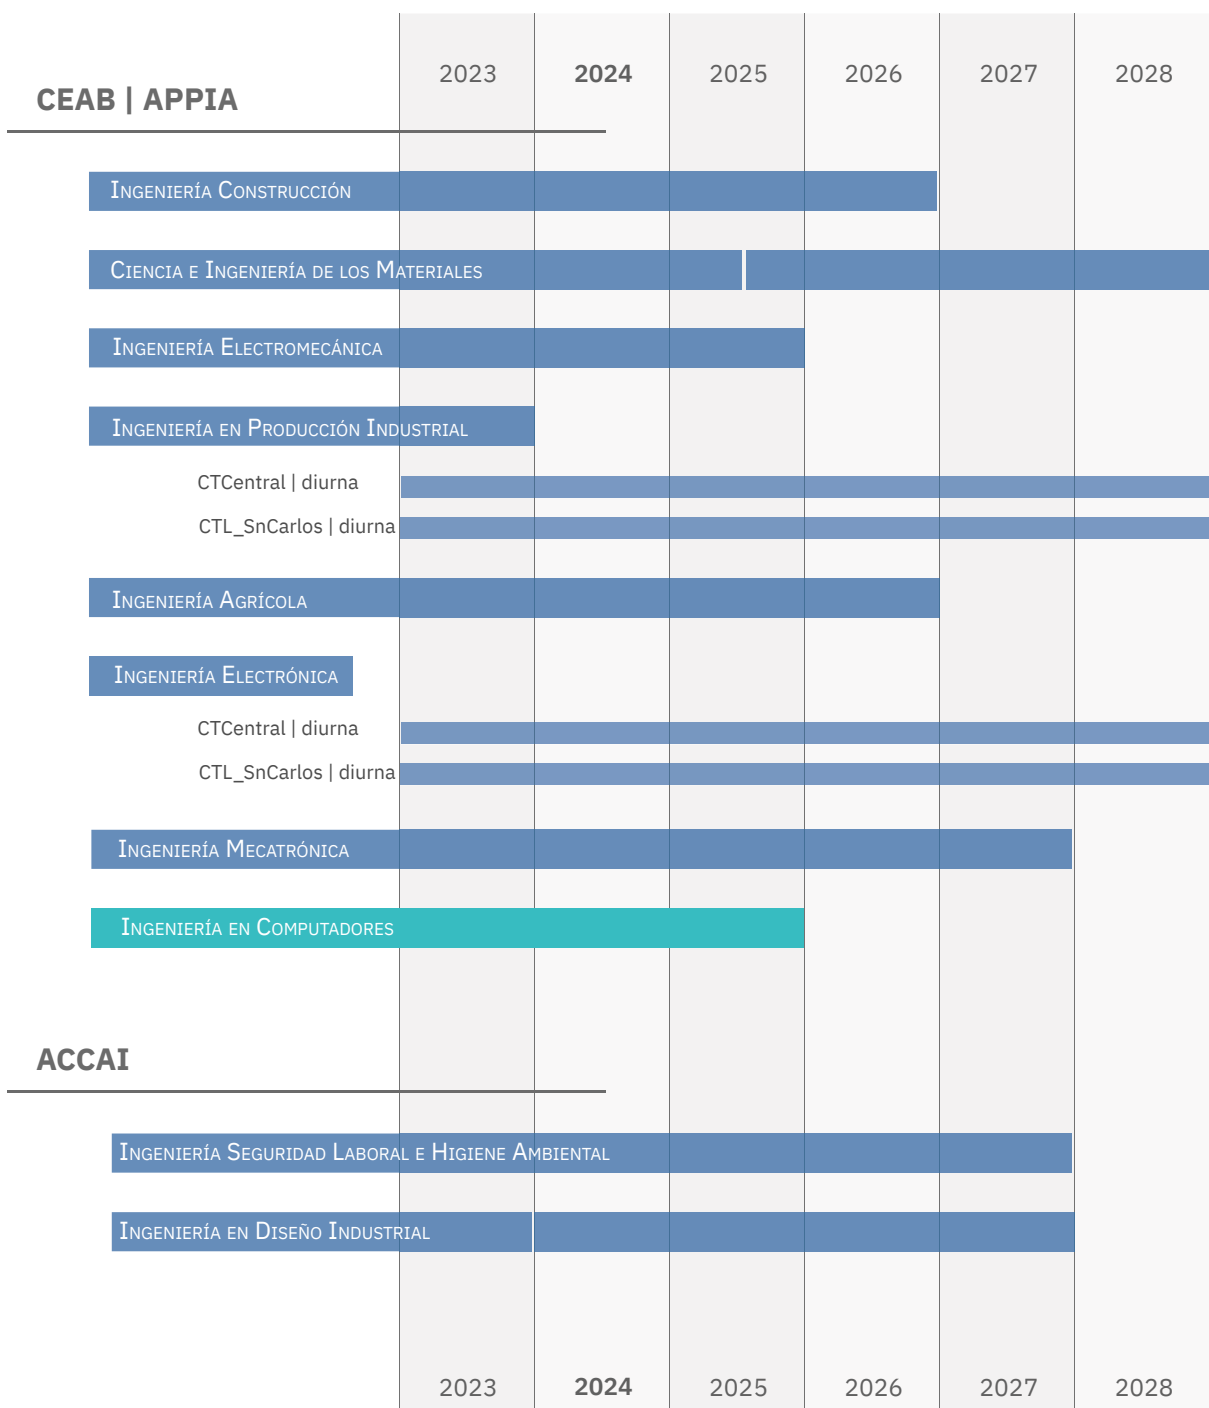 2023 2024 2025 2026 2027 2028
CEAB | APPIA
Ingeniería Construcción
Ciencia e Ingeniería de los Materiales
Ingeniería Electromecánica
Ingeniería en Producción Industrial
CTCentral | diurna
CTL_SnCarlos | diurna
Ingeniería Agrícola
Ingeniería Electrónica
CTCentral | diurna
CTL_SnCarlos | diurna
Ingeniería Mecatrónica
Ingeniería en Computadores
ACCAI
Ingeniería Seguridad Laboral e Higiene Ambiental
Ingeniería en Diseño Industrial
2023 2024 2025 2026 2027 2028